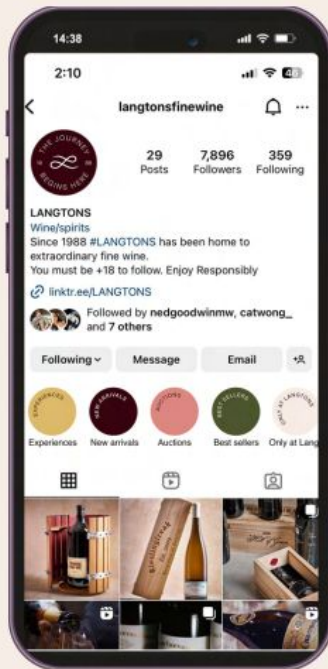 14:38
2:10
46
langtonsfinewine
THE JOURNEY
BEGINS HERE
29 7,896 359
Posts Followers Following
LANGTONS
Wine/spirits
Since 1988 #LANGTONS has been home to
extraordinary fine wine.
You must be +18 to follow. Enjoy Responsibly
linktr.ee/LANGTONS
Followed by nedgoodwinmw, catwong_
and 7 others
Following Message Email
EXPERIENCES NEW ARRIVALS AUCTIONS BEST SELLERS ONLY AT LANGTONS
Experiences New arrivals Auctions Best sellers Only at Lang